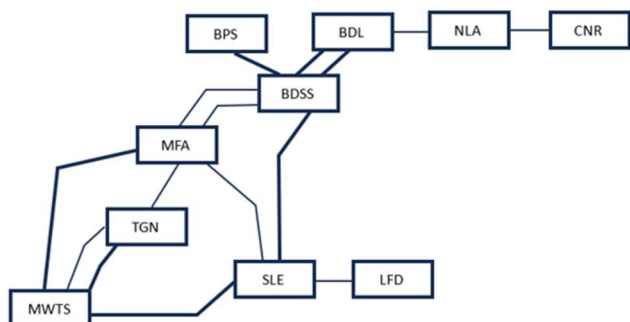 BPS
BDL
NLA
CNR
BDSS
MFA
TGN
SLE
LFD
MWTS